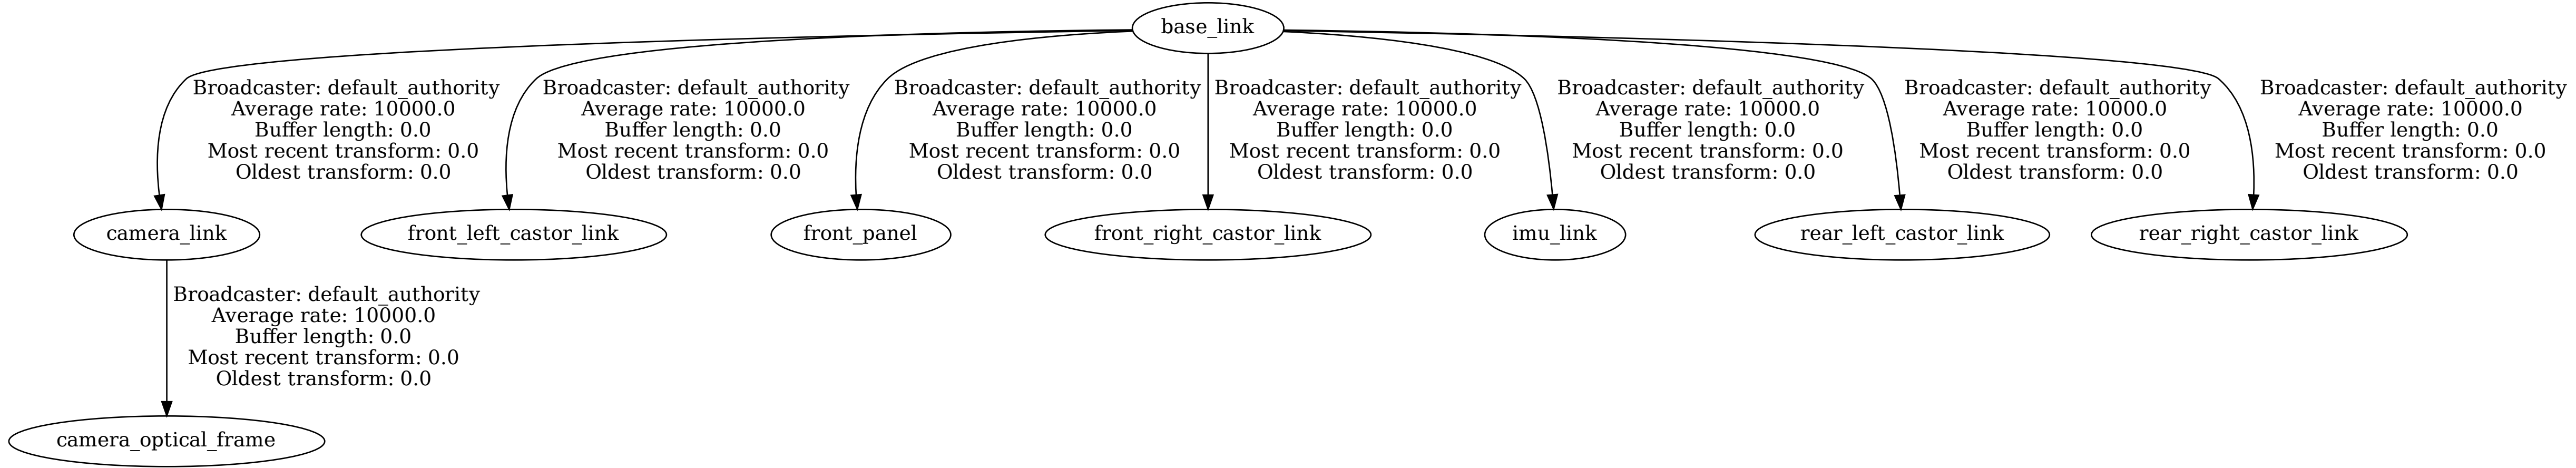 base_link
Broadcaster: default_authority
Average rate: 10000.0
Buffer length: 0.0
Most recent transform: 0.0
Oldest transform: 0.0
Broadcaster: default_authority
Average rate: 10000.0
Buffer length: 0.0
Most recent transform: 0.0
Oldest transform: 0.0
Broadcaster: default_authority
Average rate: 10000.0
Buffer length: 0.0
Most recent transform: 0.0
Oldest transform: 0.0
Broadcaster: default_authority
Average rate: 10000.0
Buffer length: 0.0
Most recent transform: 0.0
Oldest transform: 0.0
Broadcaster: default_authority
Average rate: 10000.0
Buffer length: 0.0
Most recent transform: 0.0
Oldest transform: 0.0
Broadcaster: default_authority
Average rate: 10000.0
Buffer length: 0.0
Most recent transform: 0.0
Oldest transform: 0.0
Broadcaster: default_authority
Average rate: 10000.0
Buffer length: 0.0
Most recent transform: 0.0
Oldest transform: 0.0
camera_link
front_left_castor_link
front_panel
front_right_castor_link
imu_link
rear_left_castor_link
rear_right_castor_link
Broadcaster: default_authority
Average rate: 10000.0
Buffer length: 0.0
Most recent transform: 0.0
Oldest transform: 0.0
camera_optical_frame